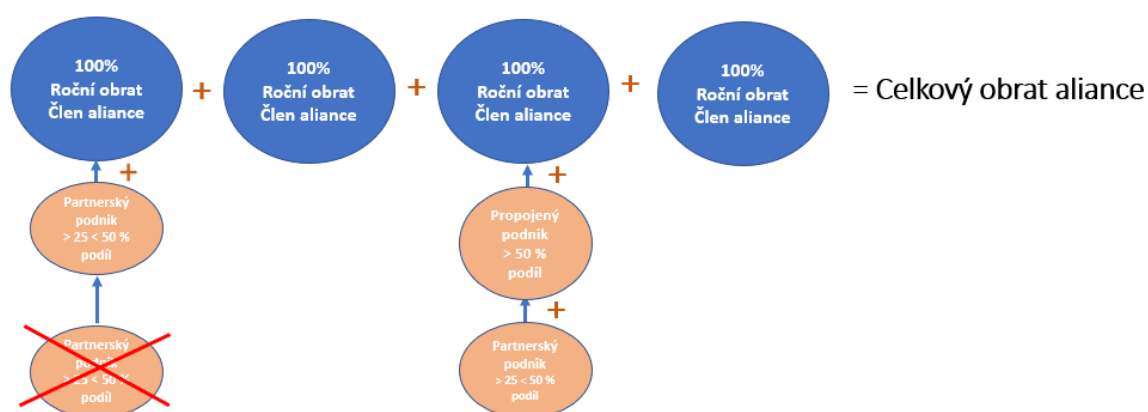 100%
Roční obrat
Člen aliance
+
100%
Roční obrat
Člen aliance
+
100%
Roční obrat
Člen aliance
+
100%
Roční obrat
Člen aliance
= Celkový obrat aliance
+
Partnerský
podnik
> 25 < 50 %
podíl
+
Propojený
podnik
> 50 %
podíl
Partnerský
podnik
> 25 < 50 %
podíl
+
Partnerský
podnik
> 25 < 50 %
podíl